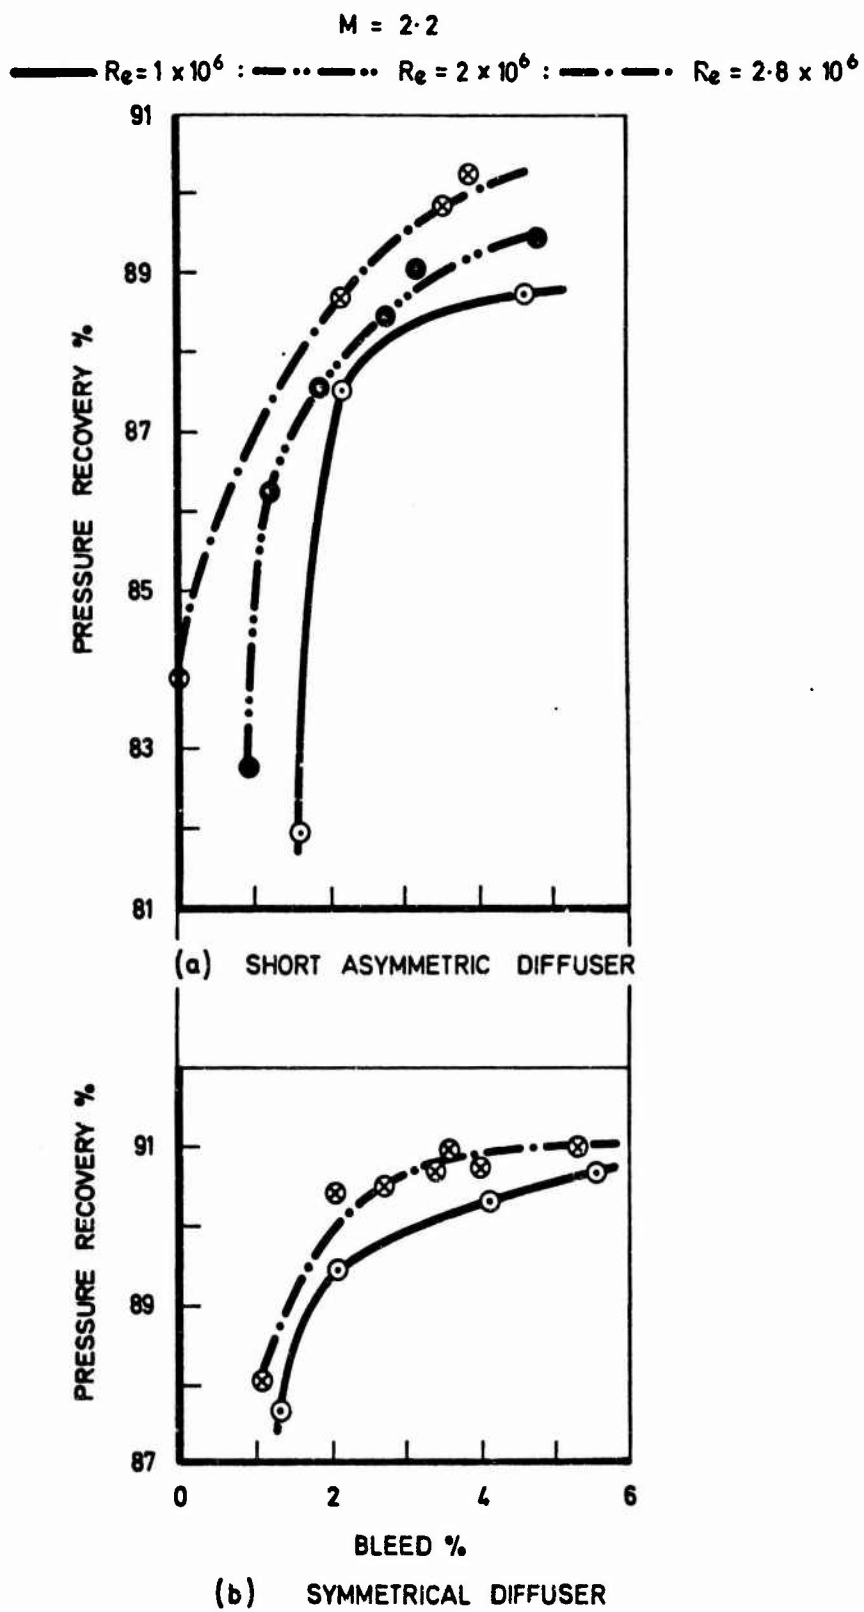 M = 2·2
Re = 1 x 10⁶ : Re = 2 x 10⁶ : Re = 2·8 x 10⁶
91
89
87
85
83
81
PRESSURE RECOVERY %
(a) SHORT ASYMMETRIC DIFFUSER
91
89
87
PRESSURE RECOVERY %
0 2 4 6
BLEED %
(b) SYMMETRICAL DIFFUSER